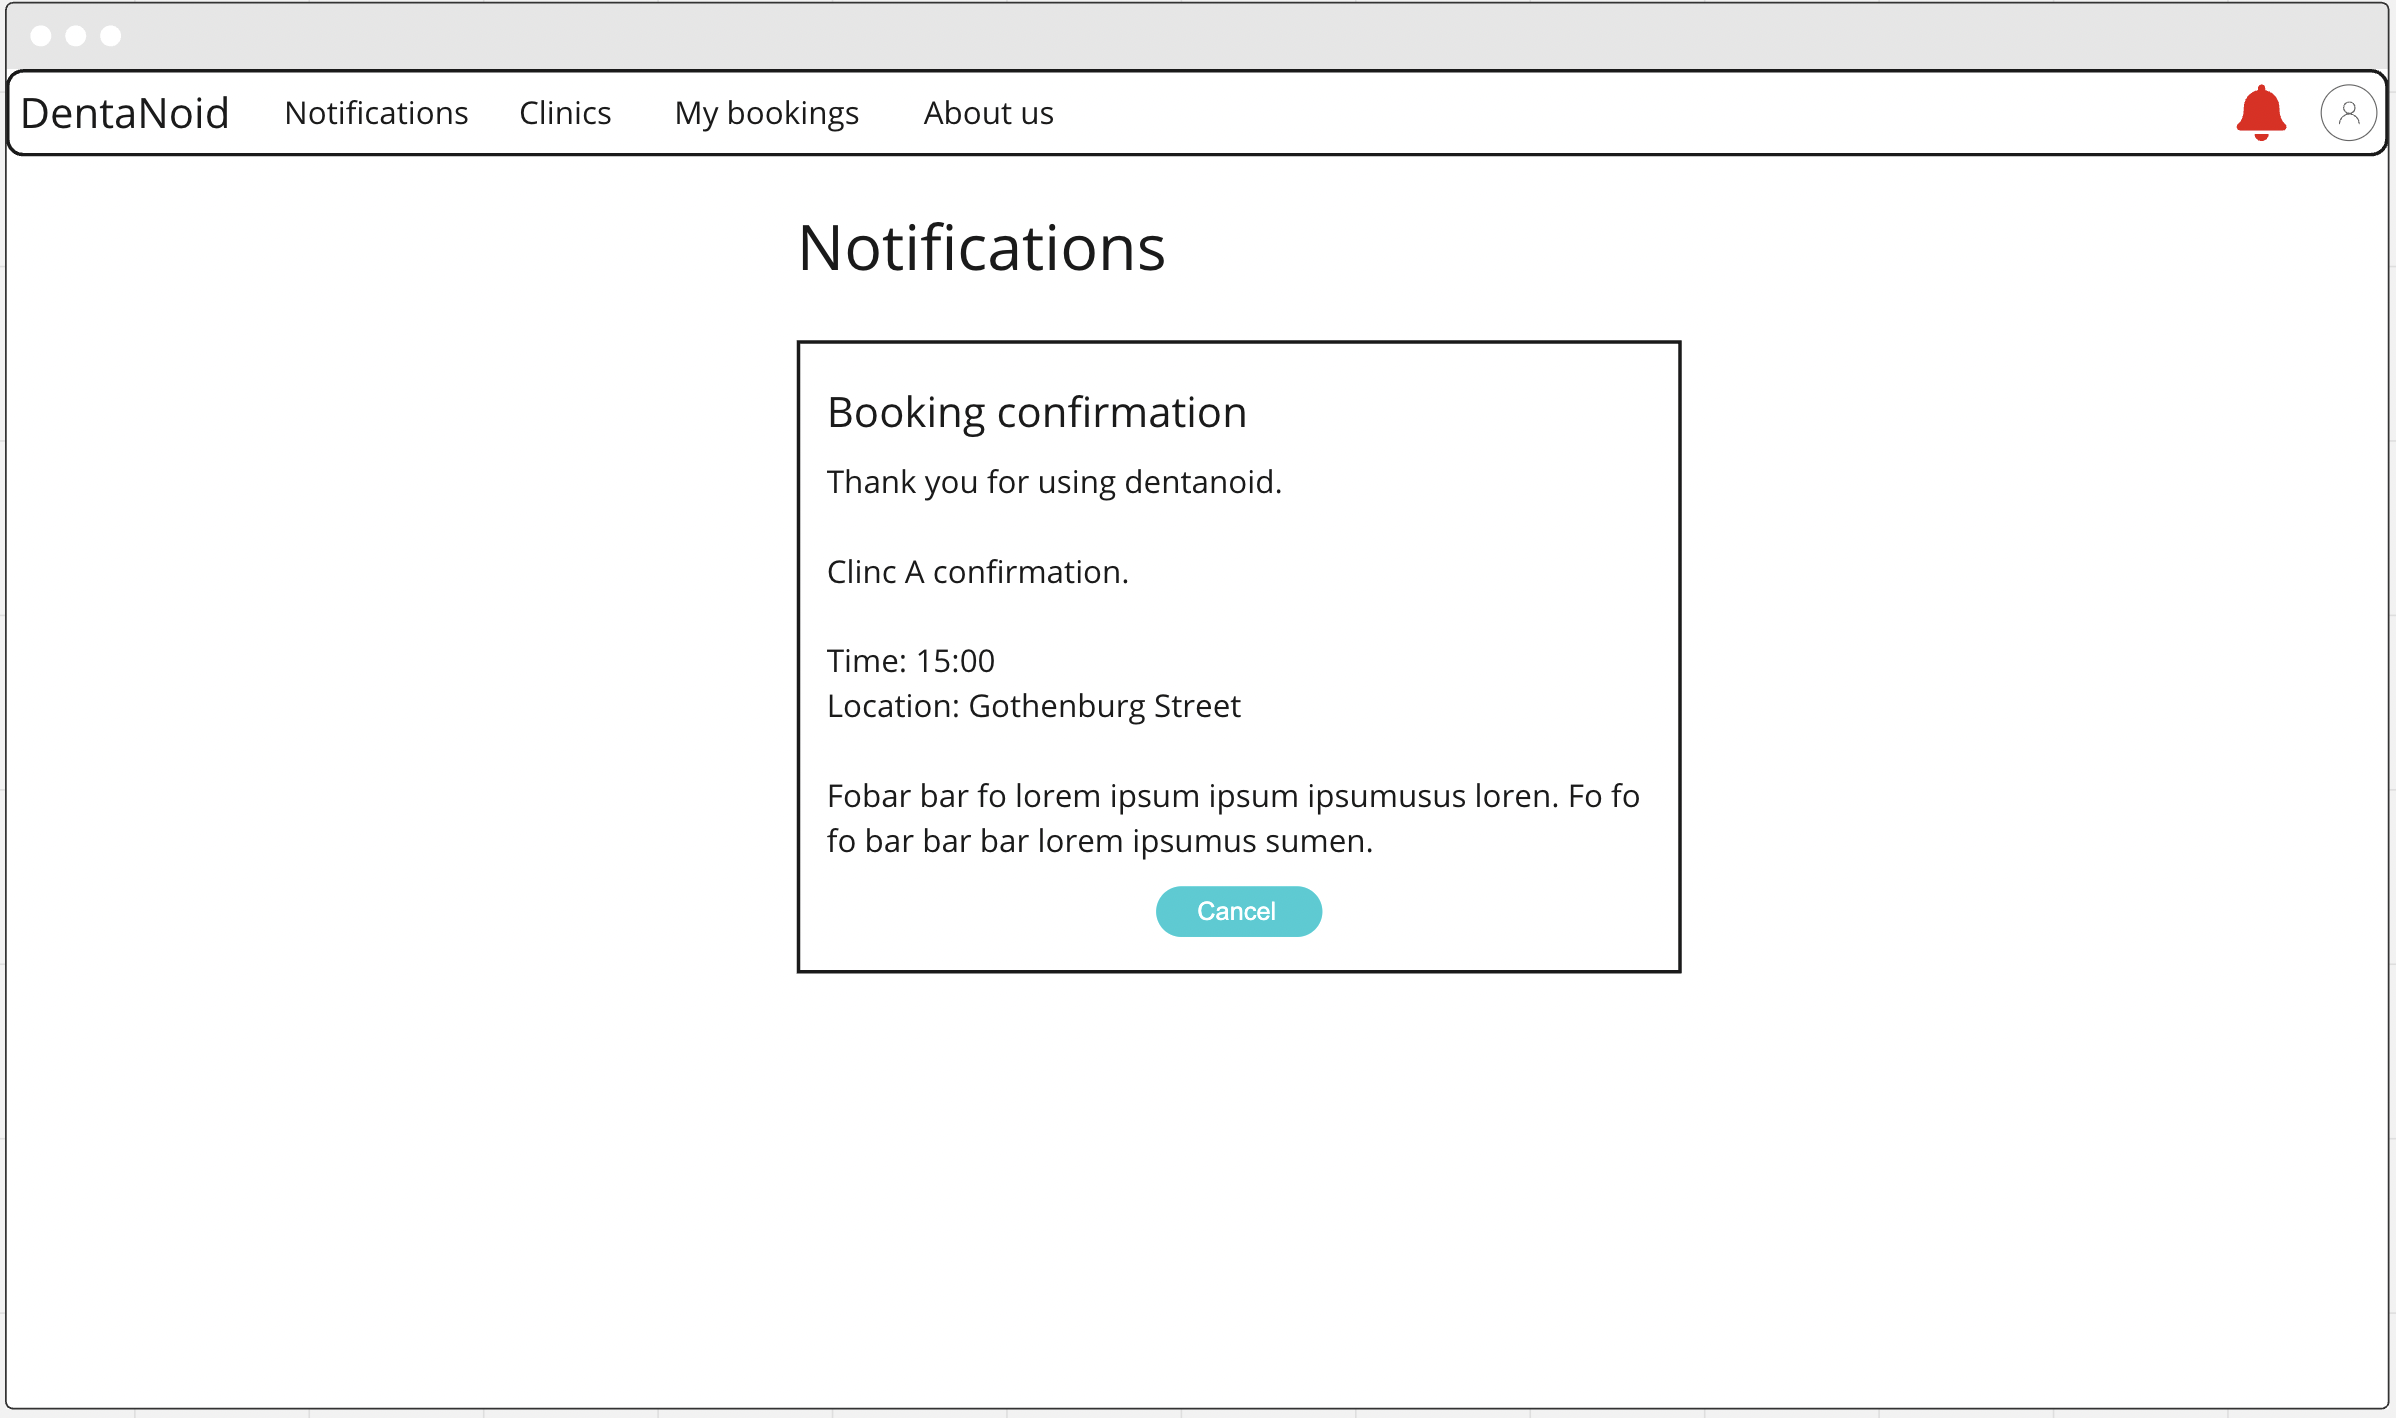 DentaNoid Notifications Clinics My bookings About us
Notifications
Booking confirmation
Thank you for using dentanoid.
Clinc A confirmation.
Time: 15:00
Location: Gothenburg Street
Fobar bar fo lorem ipsum ipsum ipsumusus loren. Fo fo
fo bar bar bar lorem ipsumus sumen.
Cancel